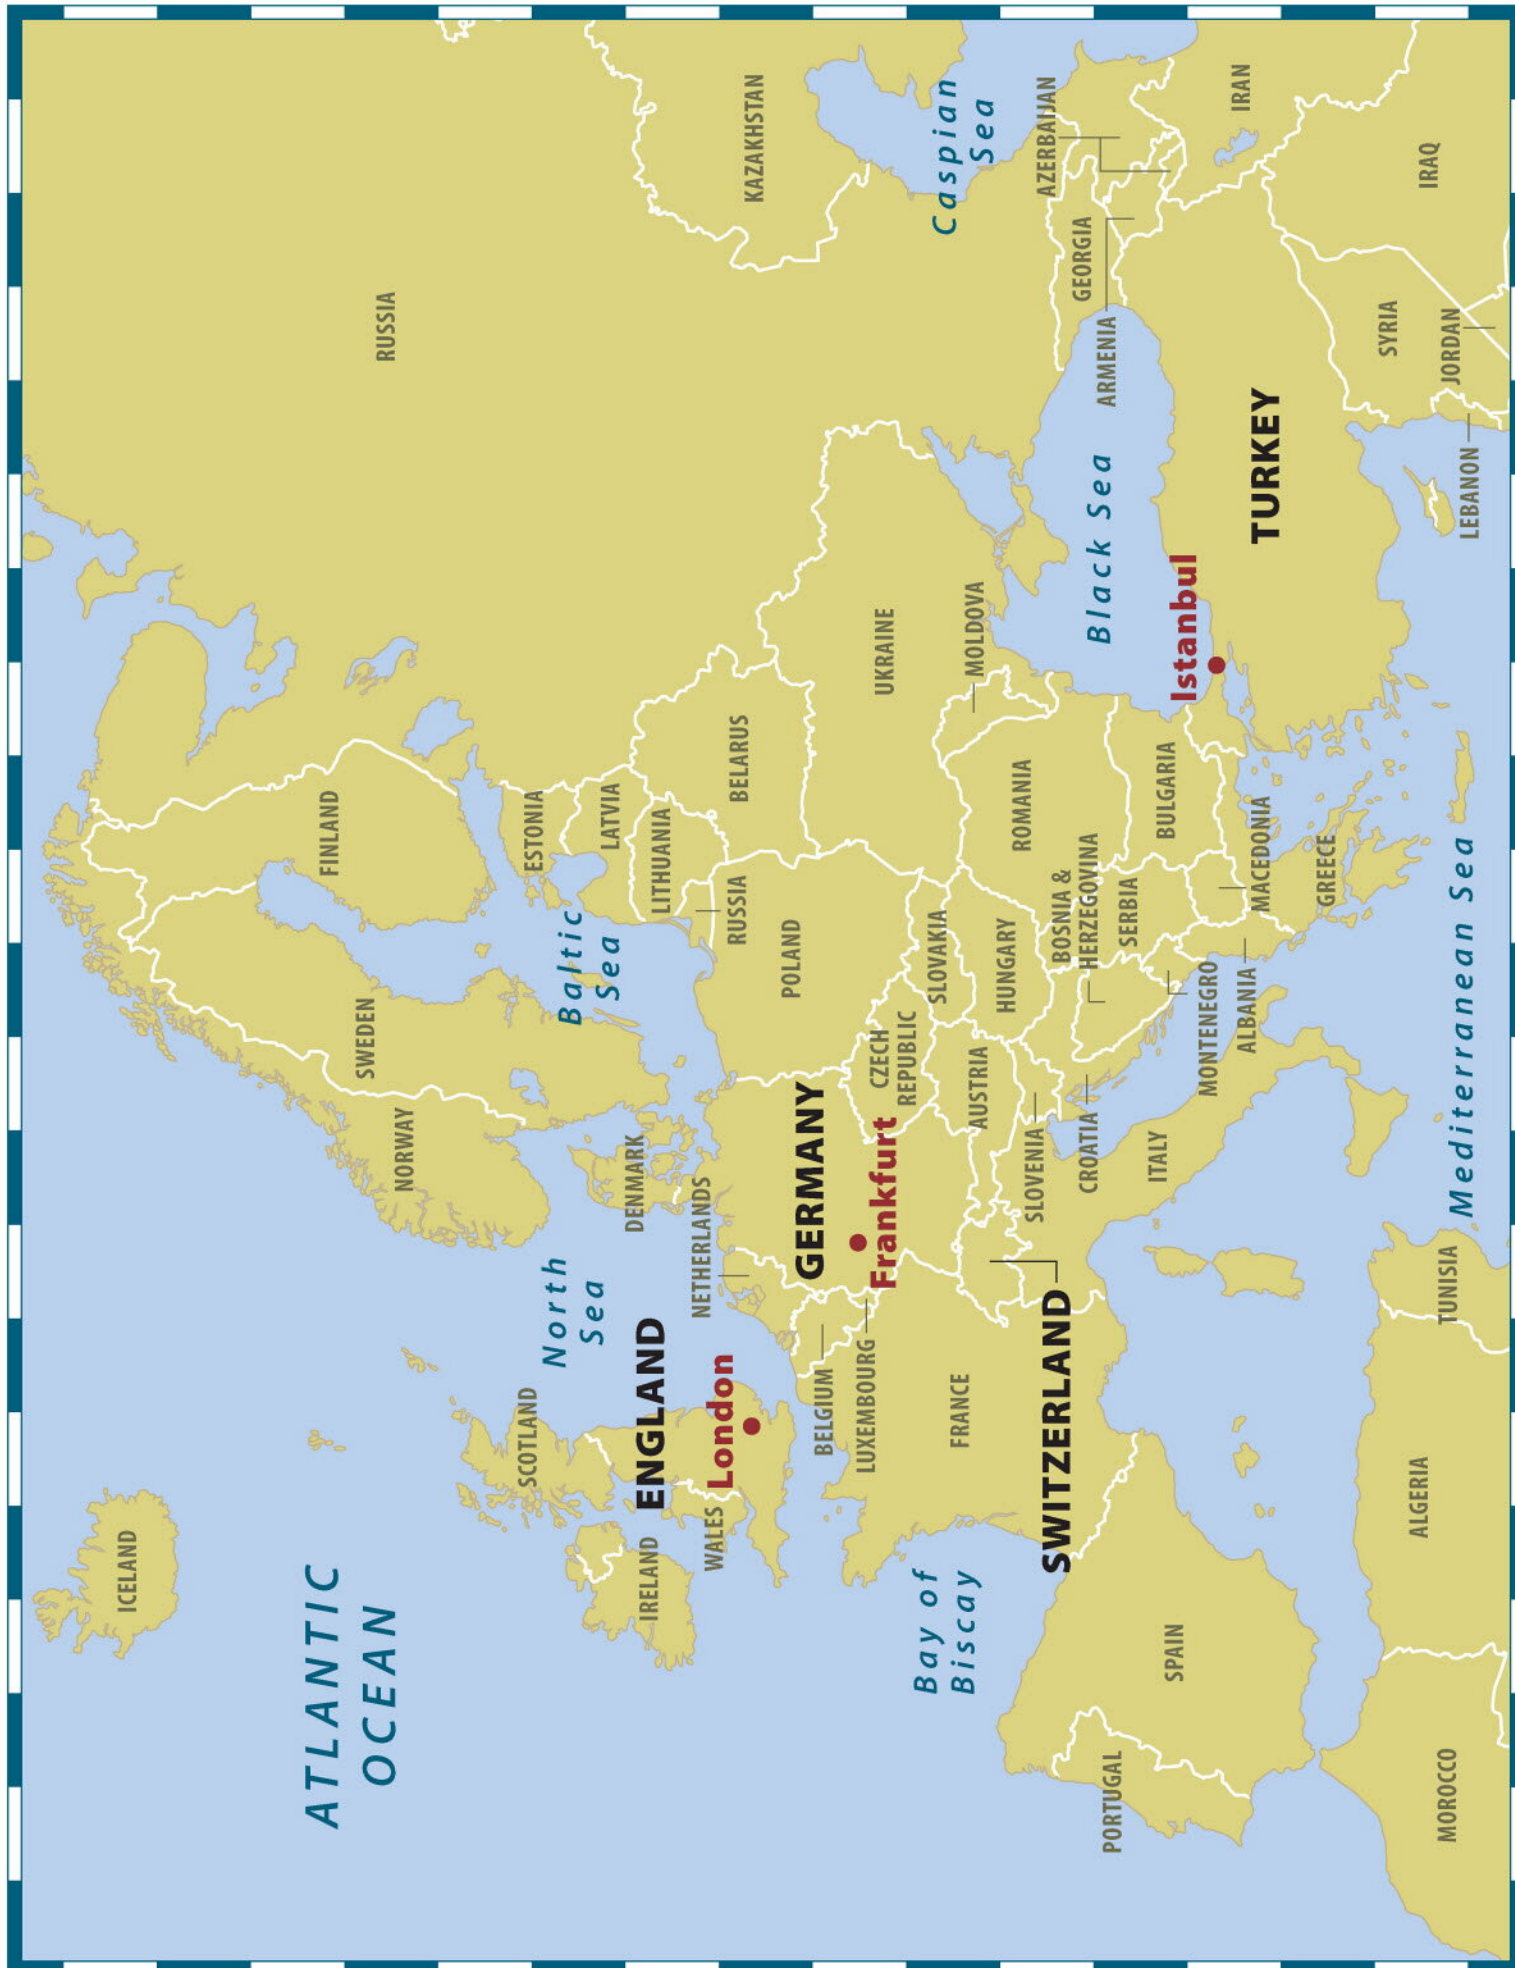 ICELAND
ATLANTIC
OCEAN
RUSSIA
FINLAND
SWEDEN
NORWAY
SCOTLAND
North
Sea
DENMARK
Baltic
Sea
ESTONIA
LATVIA
LITHUANIA
RUSSIA
BELARUS
KAZAKHSTAN
IRELAND
ENGLAND
WALES
London
NETHERLANDS
GERMANY
Frankfurt
POLAND
BELGIUM
LUXEMBOURG
CZECH
REPUBLIC
UKRAINE
SLOVAKIA
MOLDOVA
Caspian
Sea
Bay of
Biscay
FRANCE
AUSTRIA
HUNGARY
ROMANIA
SWITZERLAND
SLOVENIA
CROATIA
BOSNIA &
HERZEGOVINA
SERBIA
Black Sea
GEORGIA
AZERBAIJAN
ARMENIA
PORTUGAL
SPAIN
ITALY
MONTENEGRO
ALBANIA
MACEDONIA
BULGARIA
Istanbul
TURKEY
IRAN
GREECE
SYRIA
IRAQ
JORDAN
LEBANON
Mediterranean Sea
MOROCCO
ALGERIA
TUNISIA